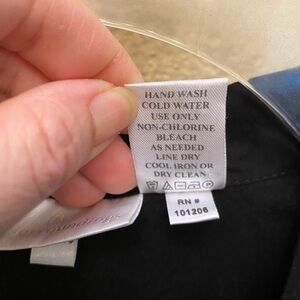 HAND WASH
COLD WATER
USE ONLY
NON-CHLORINE
BLEACH
AS NEEDED
LINE DRY
COOL IRON OR
DRY CLEAN
RN #
101206